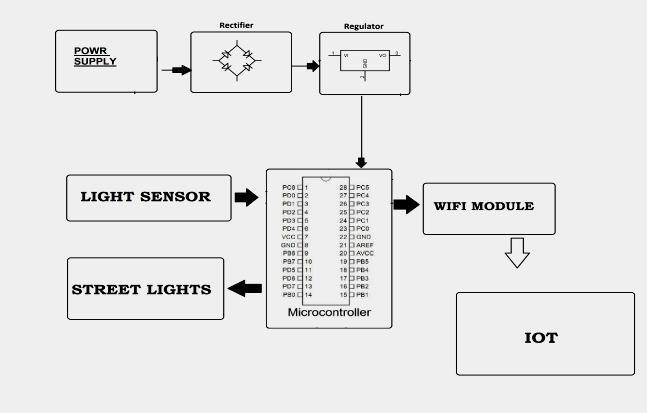 Rectifier
Regulator
POWR
SUPPLY
1 VI VO 3
GND
2
LIGHT SENSOR
PC6 1 28 PC5
PD0 2 27 PC4
PD1 3 26 PC3
PD2 4 25 PC2
PD3 5 24 PC1
PD4 6 23 PC0
VCC 7 22 GND
GND 8 21 AREF
PB6 9 20 AVCC
PB7 10 19 PB5
PD5 11 18 PB4
PD6 12 17 PB3
PD7 13 16 PB2
PB0 14 15 PB1
Microcontroller
WIFI MODULE
STREET LIGHTS
IOT